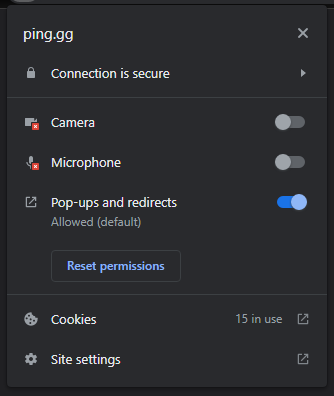 ping.gg
Connection is secure
Camera
Microphone
Pop-ups and redirects
Allowed (default)
Reset permissions
Cookies 15 in use
Site settings